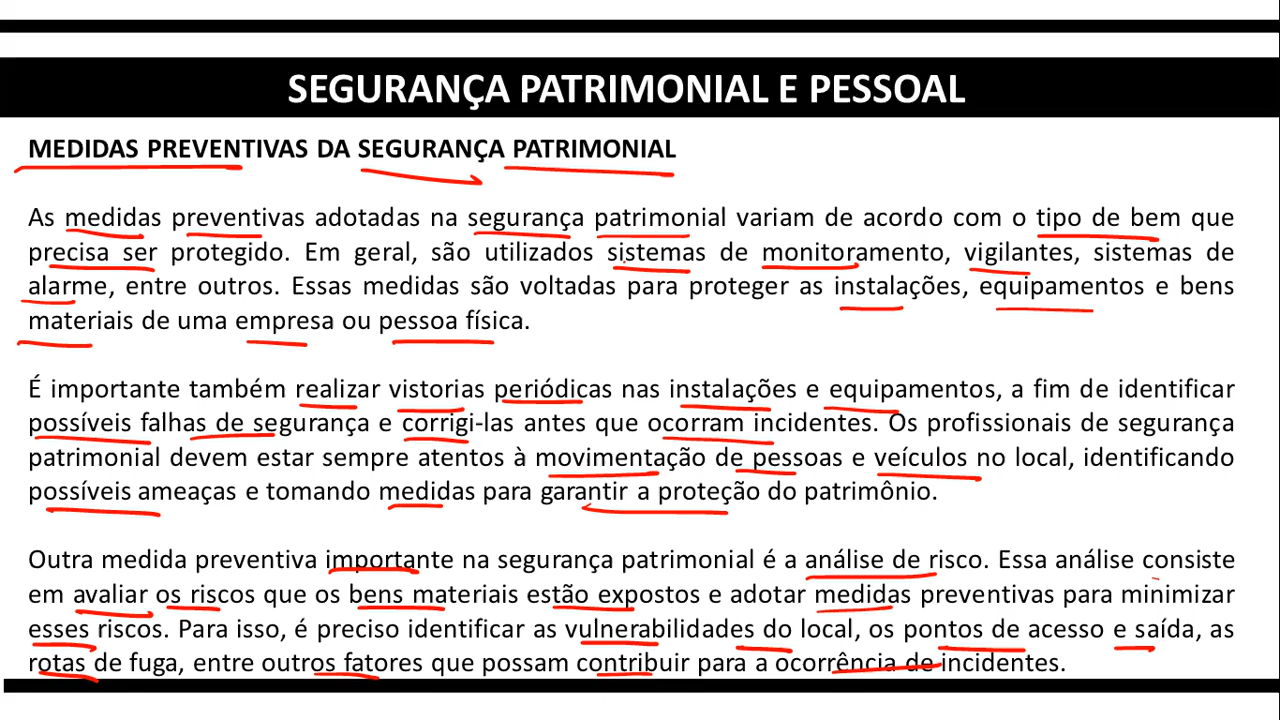 SEGURANÇA PATRIMONIAL E PESSOAL
MEDIDAS PREVENTIVAS DA SEGURANÇA PATRIMONIAL
As medidas preventivas adotadas na segurança patrimonial variam de acordo com o tipo de bem que
precisa ser protegido. Em geral, são utilizados sistemas de monitoramento, vigilantes, sistemas de
alarme, entre outros. Essas medidas são voltadas para proteger as instalações, equipamentos e bens
materiais de uma empresa ou pessoa física.
É importante também realizar vistorias periódicas nas instalações e equipamentos, a fim de identificar
possíveis falhas de segurança e corrigi-las antes que ocorram incidentes. Os profissionais de segurança
patrimonial devem estar sempre atentos à movimentação de pessoas e veículos no local, identificando
possíveis ameaças e tomando medidas para garantir a proteção do patrimônio.
Outra medida preventiva importante na segurança patrimonial é a análise de risco. Essa análise consiste
em avaliar os riscos que os bens materiais estão expostos e adotar medidas preventivas para minimizar
esses riscos. Para isso, é preciso identificar as vulnerabilidades do local, os pontos de acesso e saída, as
rotas de fuga, entre outros fatores que possam contribuir para a ocorrência de incidentes.